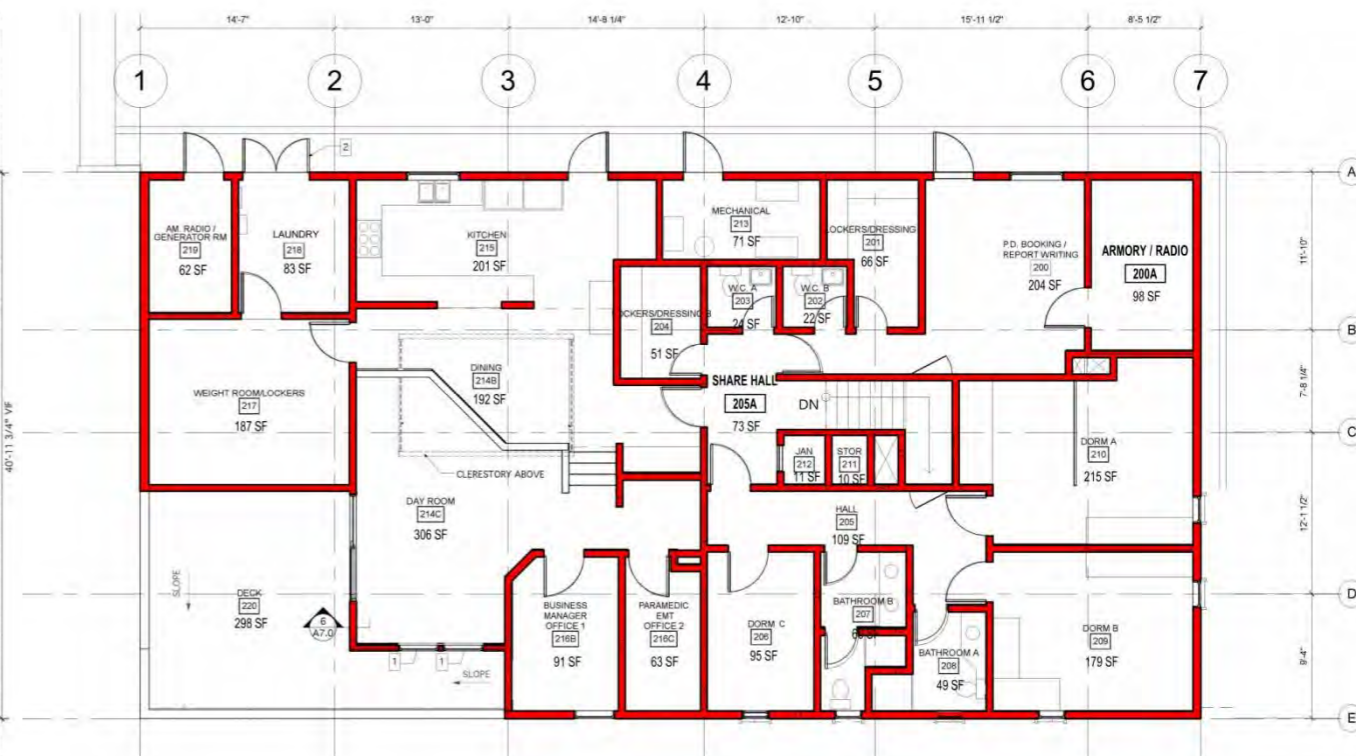 14'-7"
13'-0"
14'-8 1/4"
12'-10"
15'-11 1/2"
8'-5 1/2"
1
2
3
4
5
6
7
A
B
C
D
E
11'-10"
7'-8 1/4"
12'-1 1/2"
9'-4"
40'-11 3/4" VIF
2
AM. RADIO /
GENERATOR RM
219
62 SF
LAUNDRY
218
83 SF
KITCHEN
215
201 SF
MECHANICAL
213
71 SF
LOCKERS/DRESSING
201
66 SF
P.D. BOOKING /
REPORT WRITING
200
204 SF
ARMORY / RADIO
200A
98 SF
W.C. A
203
24 SF
W.C. B
202
22 SF
LOCKERS/DRESSING B
204
51 SF
WEIGHT ROOM/LOCKERS
217
187 SF
DINING
214B
192 SF
SHARE HALL
205A
73 SF
DN
JAN
212
11 SF
STOR
211
10 SF
DORM A
210
215 SF
CLERESTORY ABOVE
DAY ROOM
214C
306 SF
HALL
205
109 SF
DECK
220
298 SF
SLOPE
6
A7.0
1
1
SLOPE
BUSINESS
MANAGER
OFFICE 1
216B
91 SF
PARAMEDIC
EMT
OFFICE 2
216C
63 SF
DORM C
206
95 SF
BATHROOM B
207
SF
BATHROOM A
208
49 SF
DORM B
209
179 SF